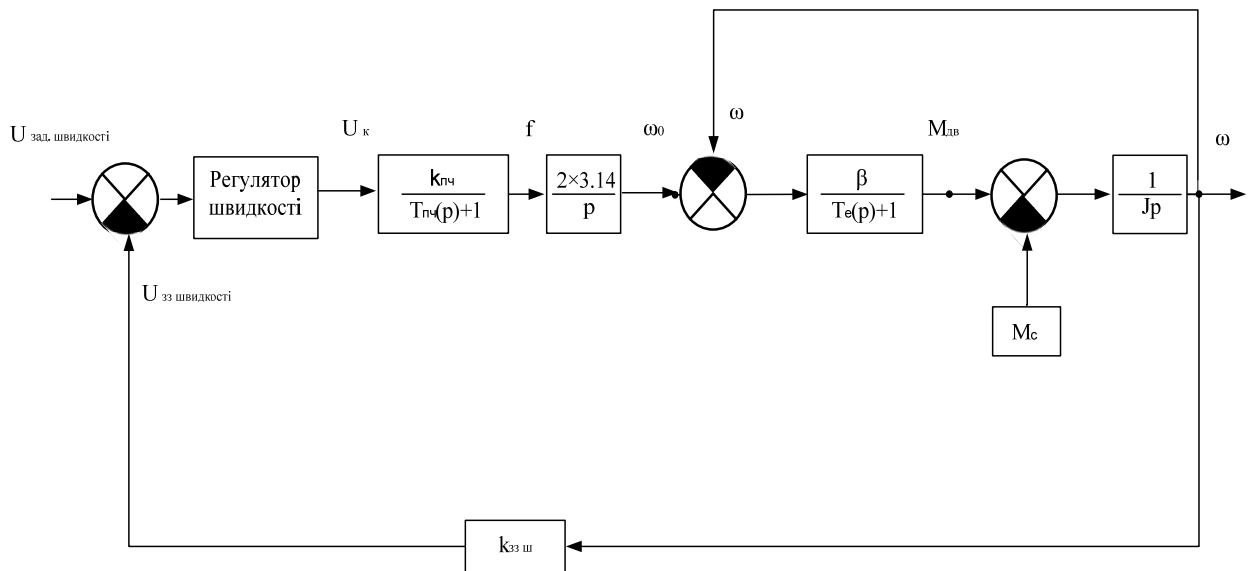 ω
U зад. швидкості
U к
f
ω₀
M дв
ω
Регулятор
швидкості
kпч
Tпч(p)+1
2×3.14
p
β
Te(p)+1
1
Jp
U зз швидкості
Mc
kзз ш